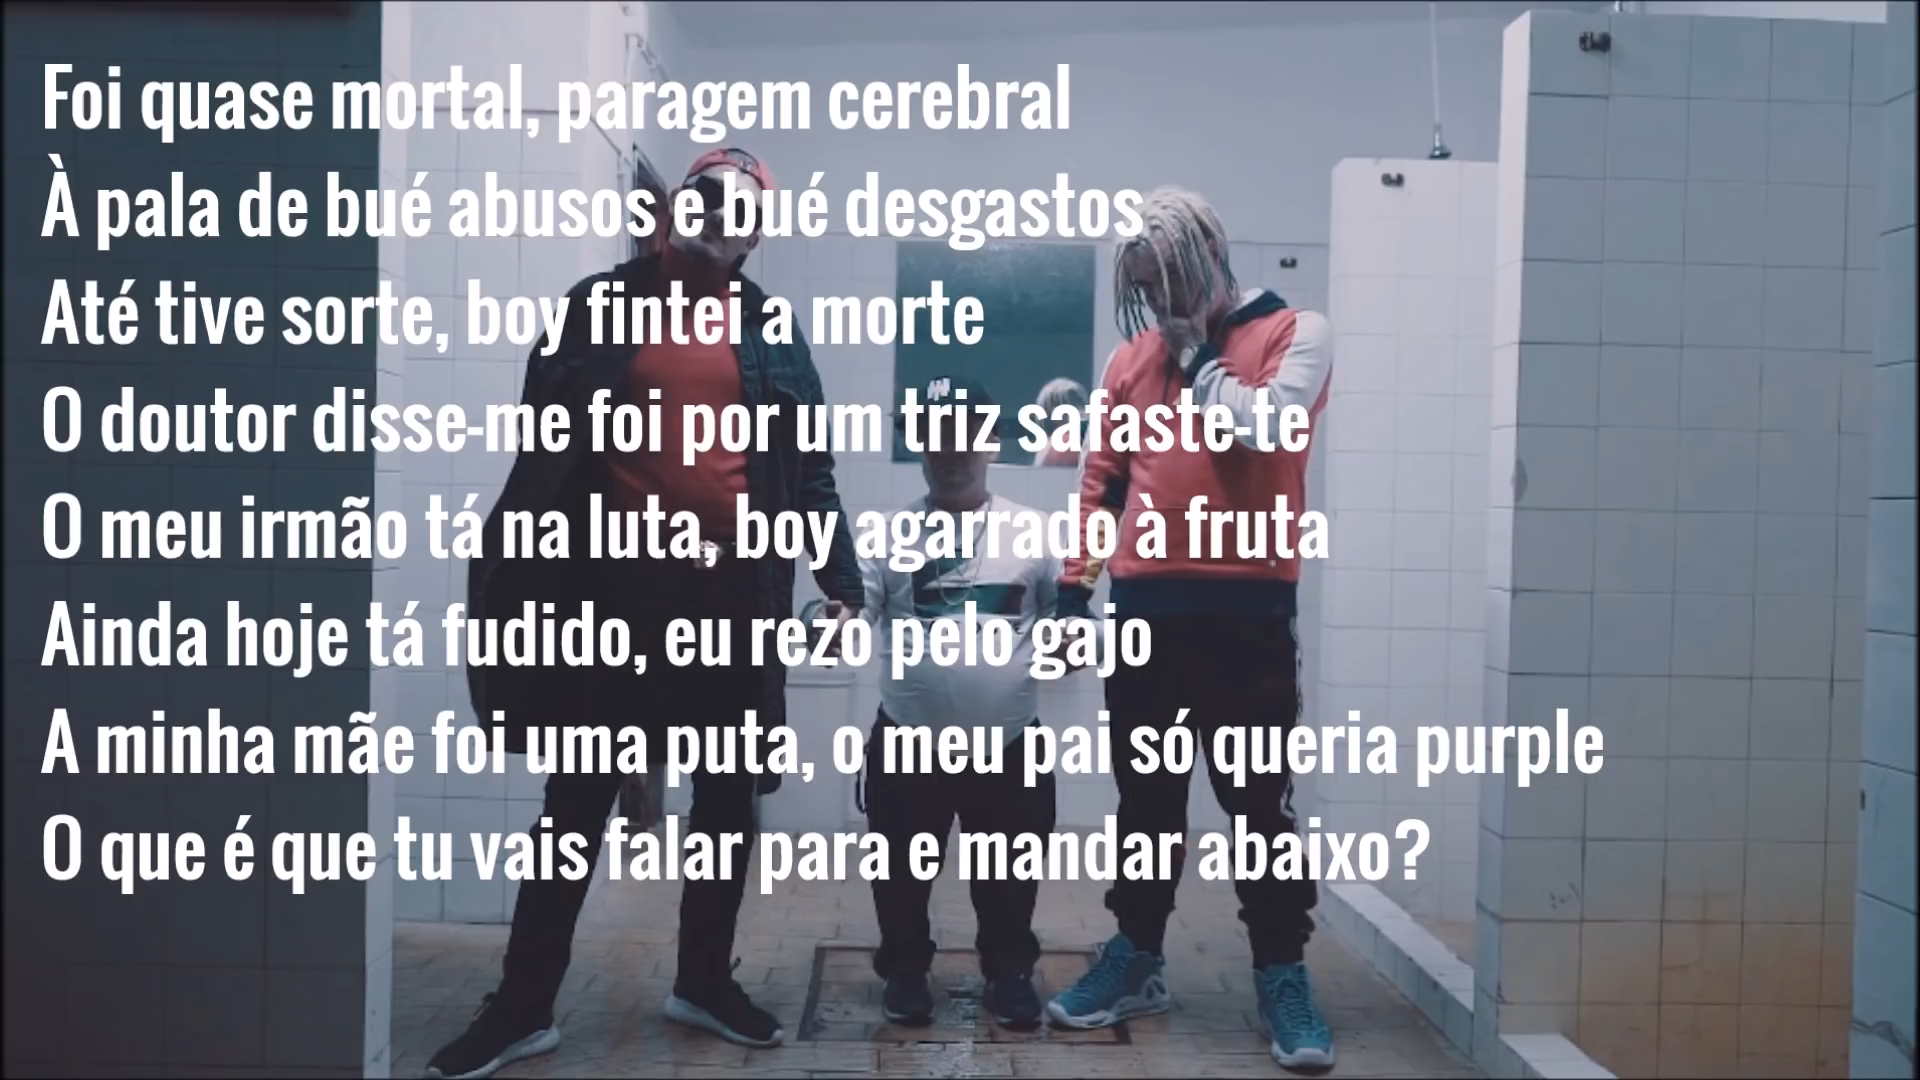 Foi quase mortal, paragem cerebral
À pala de bué abusos e bué desgastos
Até tive sorte, boy fintei a morte
O doutor disse-me foi por um triz safaste-te
O meu irmão tá na luta, boy agarrado à fruta
Ainda hoje tá fudido, eu rezo pelo gajo
A minha mãe foi uma puta, o meu pai só queria purple
O que é que tu vais falar para e mandar abaixo?